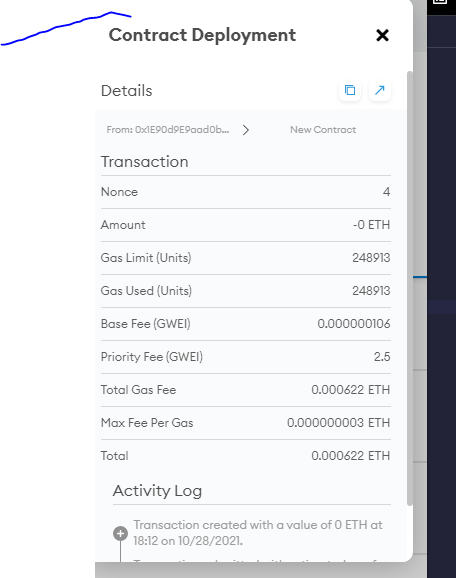 Contract Deployment
Details
From: 0x1E90d9E9aad0b... > New Contract
Transaction
Nonce 4
Amount -0 ETH
Gas Limit (Units) 248913
Gas Used (Units) 248913
Base Fee (GWEI) 0.000000106
Priority Fee (GWEI) 2.5
Total Gas Fee 0.000622 ETH
Max Fee Per Gas 0.000000003 ETH
Total 0.000622 ETH
Activity Log
Transaction created with a value of 0 ETH at
18:12 on 10/28/2021.